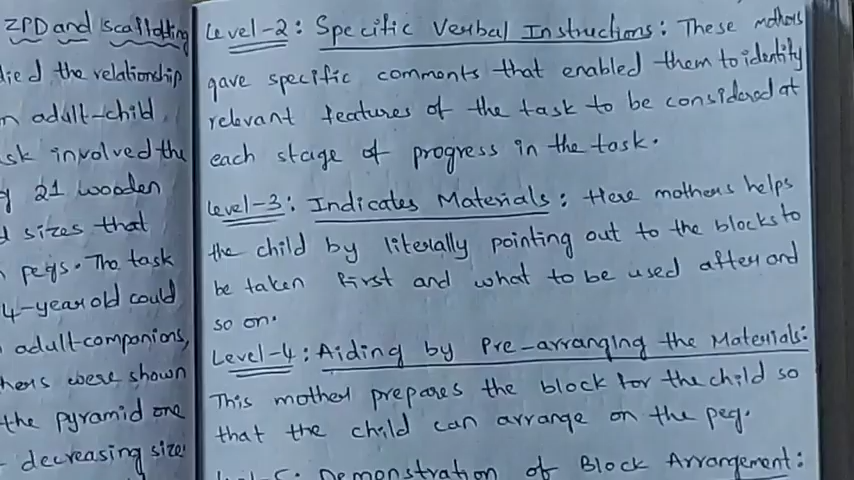 ZPD and Scaffolding
died the relationship
n adult-child
sk involved the
y 21 wooden
d sizes that
pegs. The task
4-year old could
adult companions,
hers were shown
the pyramid one
decreasing size
Level-2: Specific Verbal Instructions: These mothers
gave specific comments that enabled them to identify
relevant features of the task to be considered at
each stage of progress in the task.
Level-3: Indicates Materials: Here mothers helps
the child by literally pointing out to the blocks to
be taken first and what to be used after and
so on.
Level-4: Aiding by Pre-arranging the Materials:
This mother prepares the block for the child so
that the child can arrange on the peg.
Demonstration of Block Arrangement: